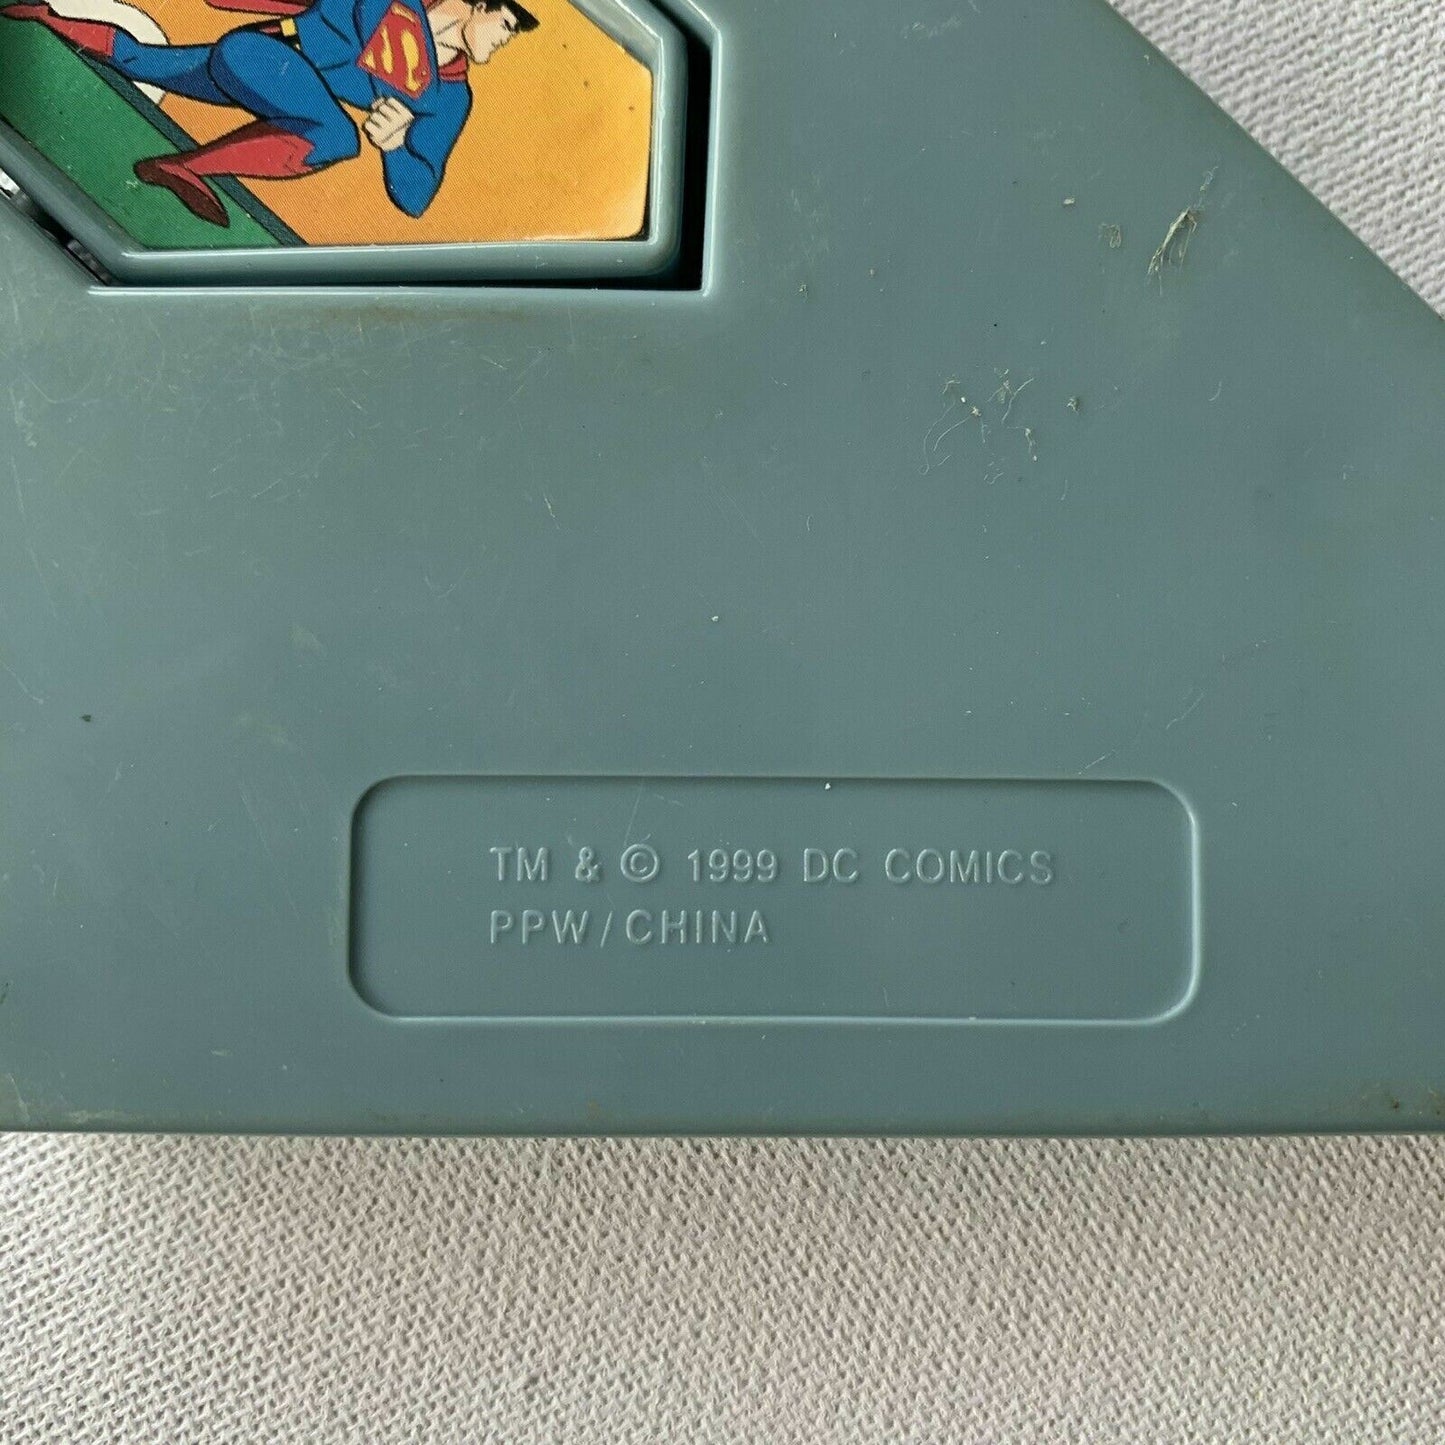 TM & © 1999 DC COMICS
PPW/CHINA